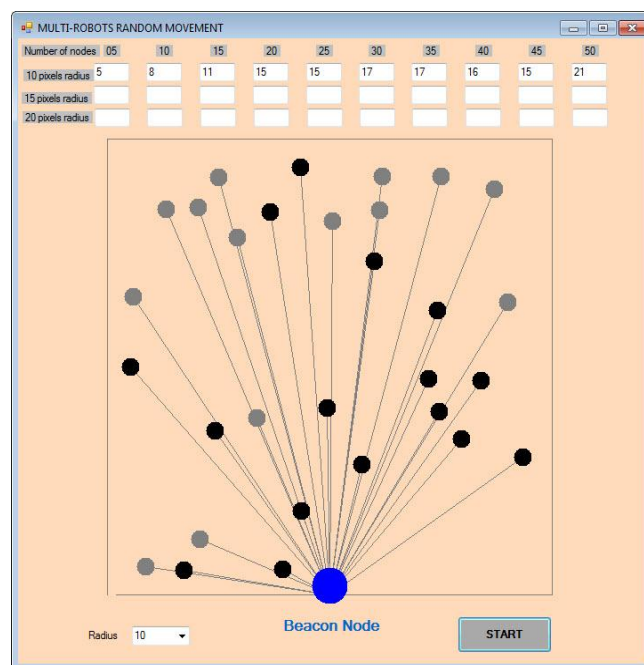 MULTI-ROBOTS RANDOM MOVEMENT
Number of nodes 05 10 15 20 25 30 35 40 45 50
10 pixels radius 5 8 11 15 15 17 17 16 15 21
15 pixels radius
20 pixels radius
Beacon Node
Radius 10 START